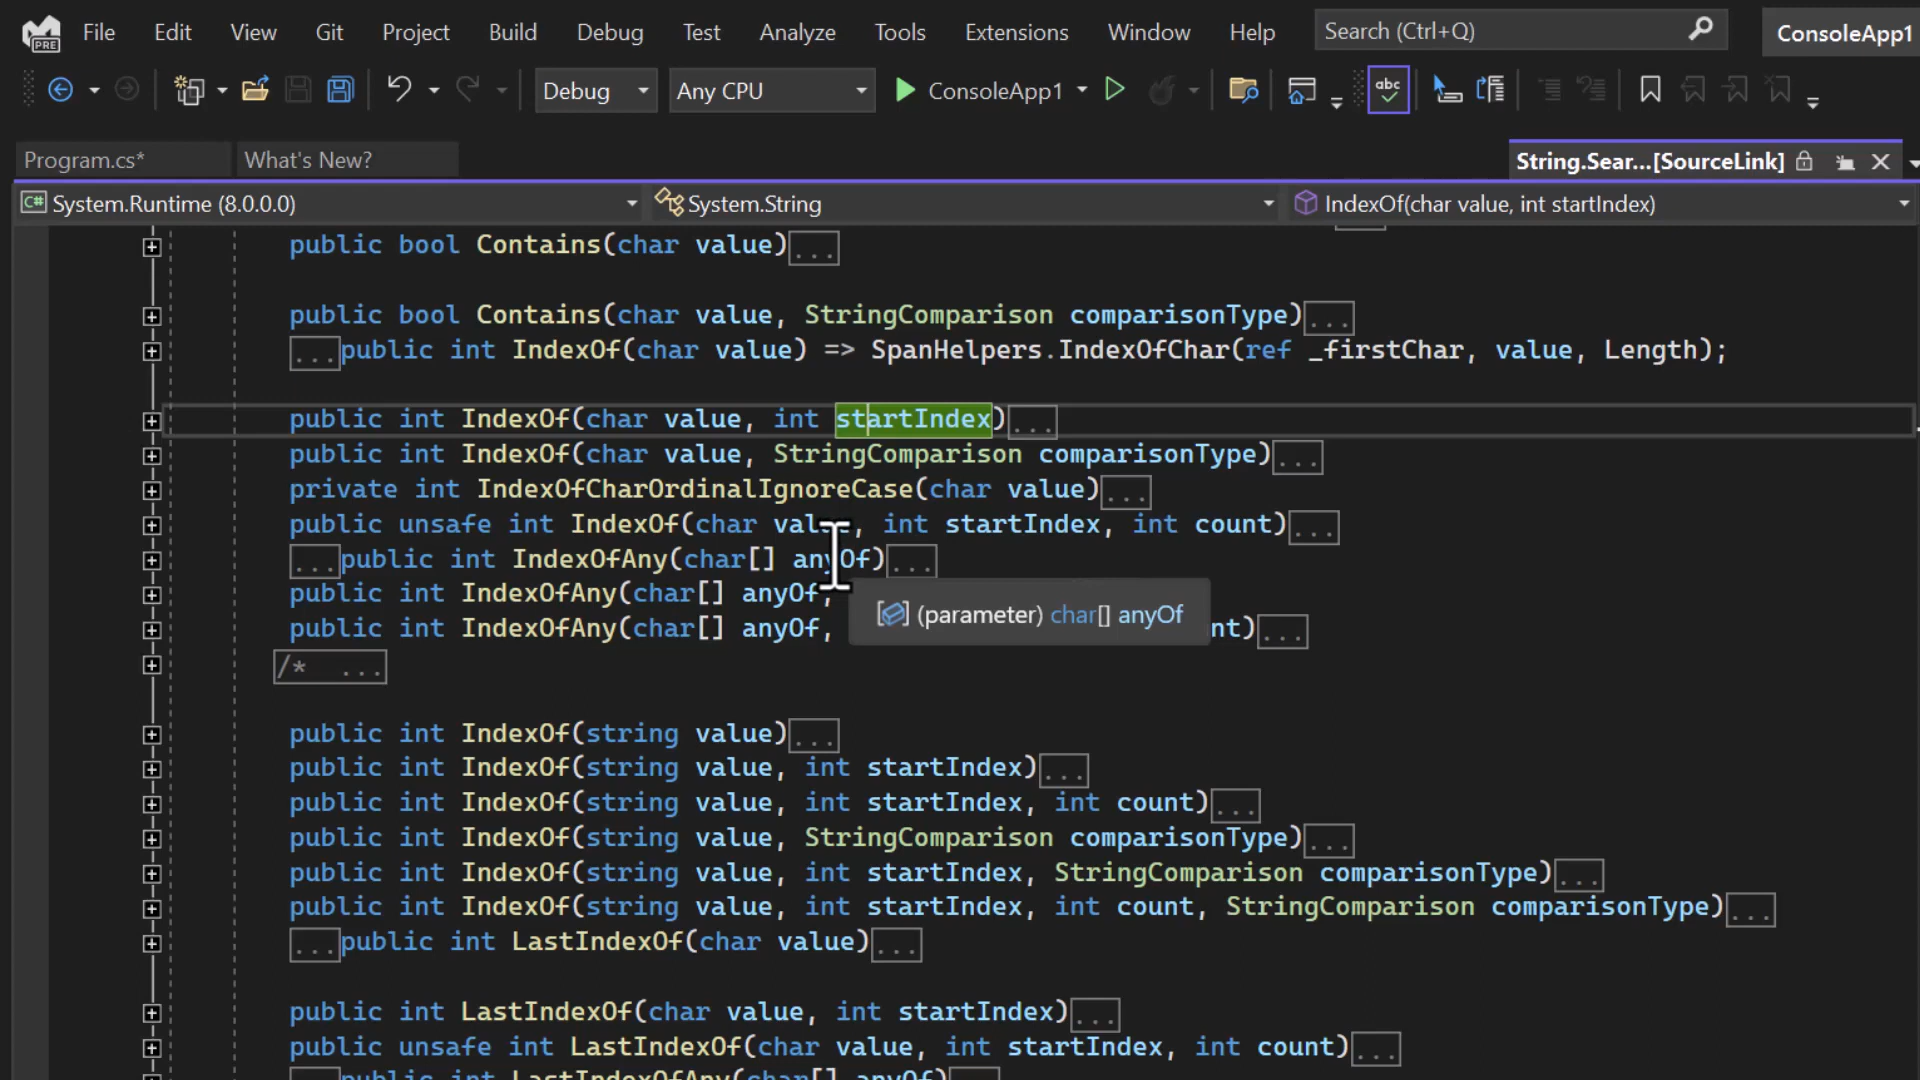 PRE File Edit View Git Project Build Debug Test Analyze Tools Extensions Window Help Search (Ctrl+Q) ConsoleApp1
Debug Any CPU ConsoleApp1 abc
Program.cs* What's New? String.Sear...[SourceLink]
C# System.Runtime (8.0.0.0) System.String IndexOf(char value, int startIndex)
public bool Contains(char value)...
public bool Contains(char value, StringComparison comparisonType)...
...public int IndexOf(char value) => SpanHelpers.IndexOfChar(ref _firstChar, value, Length);
public int IndexOf(char value, int startIndex)...
public int IndexOf(char value, StringComparison comparisonType)...
private int IndexOfCharOrdinalIgnoreCase(char value)...
public unsafe int IndexOf(char value, int startIndex, int count)...
...public int IndexOfAny(char[] anyOf)...
public int IndexOfAny(char[] anyOf,
(parameter) char[] anyOf
public int IndexOfAny(char[] anyOf, nt)...
/* ...
public int IndexOf(string value)...
public int IndexOf(string value, int startIndex)...
public int IndexOf(string value, int startIndex, int count)...
public int IndexOf(string value, StringComparison comparisonType)...
public int IndexOf(string value, int startIndex, StringComparison comparisonType)...
public int IndexOf(string value, int startIndex, int count, StringComparison comparisonType)...
...public int LastIndexOf(char value)...
public int LastIndexOf(char value, int startIndex)...
public unsafe int LastIndexOf(char value, int startIndex, int count)...
public int LastIndexOfAny(char[] anyOf)